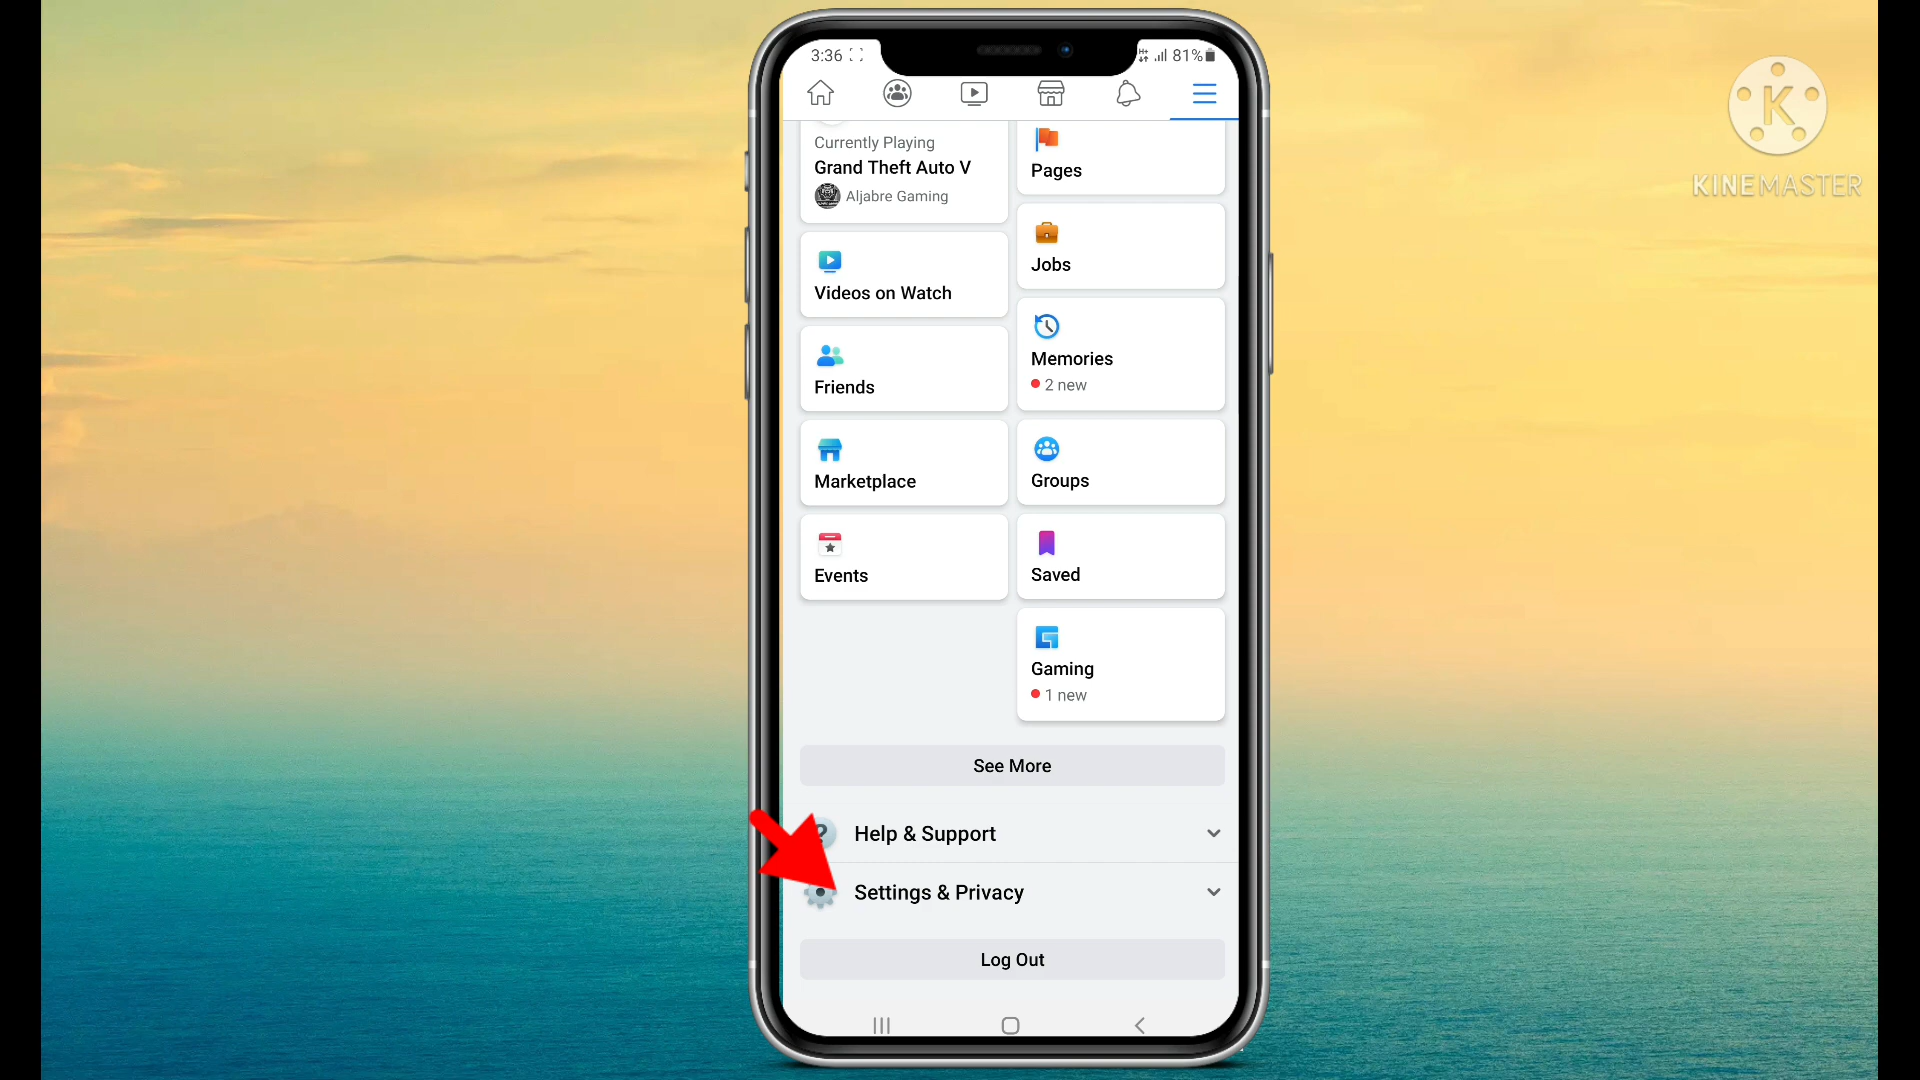 3:36
81%
Currently Playing
Grand Theft Auto V
Aljabre Gaming
Pages
Jobs
Videos on Watch
Memories
2 new
Friends
Marketplace
Groups
Events
Saved
Gaming
1 new
See More
Help & Support
Settings & Privacy
Log Out
K
KINEMASTER